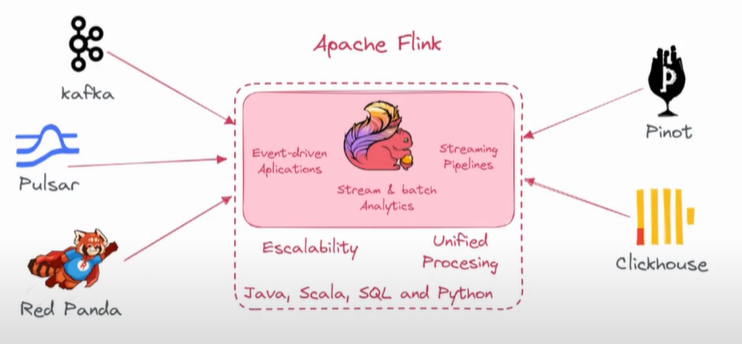 Apache Flink
kafka
Pulsar
Red Panda
Event-driven
Aplications
Streaming
Pipelines
Stream & batch
Analytics
Escalability
Unified
Procesing
Java, Scala, SQL and Python
P
Pinot
Clickhouse